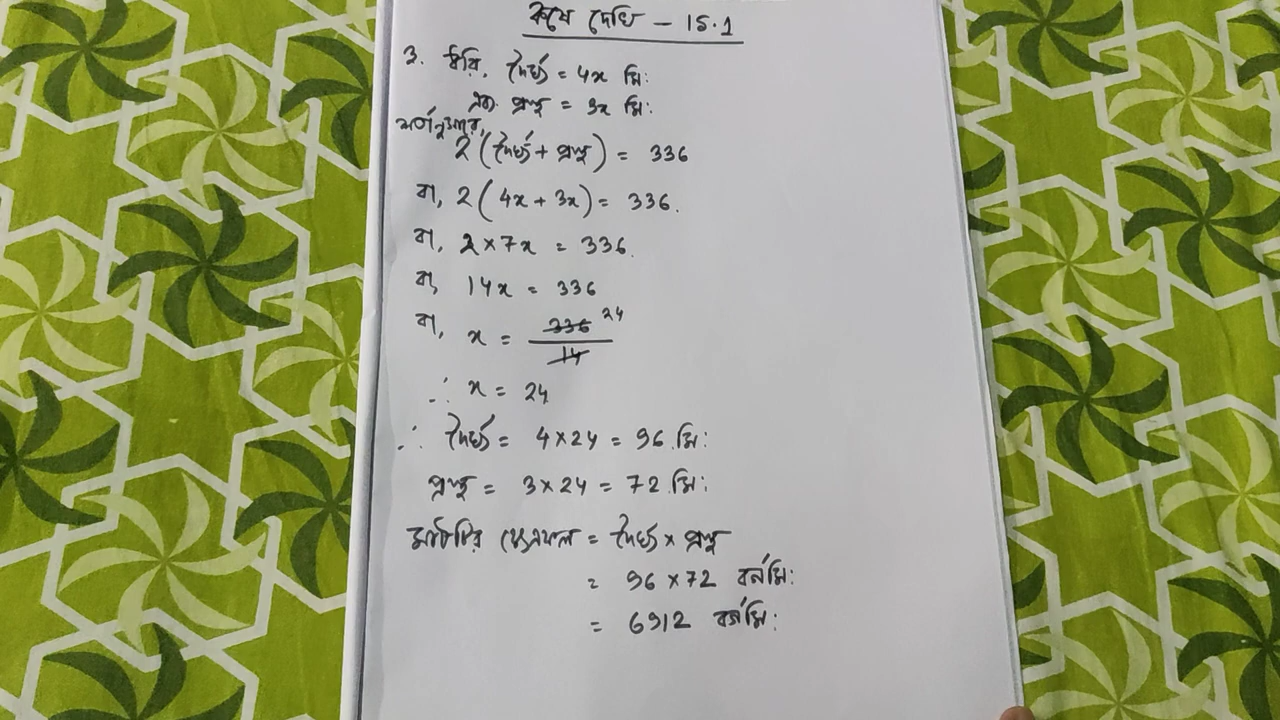 কষে দেখি – 15.1
3. ধরি, দৈর্ঘ্য = 4x মি:
এবং প্রস্থ = 3x মি:
শর্তানুসারে,
2 (দৈর্ঘ্য + প্রস্থ) = 336
বা, 2 (4x + 3x) = 336.
বা, 2 × 7x = 336.
বা, 14x = 336
বা, x = 336 24
14
∴ x = 24
∴ দৈর্ঘ্য = 4 × 24 = 96 মি:
প্রস্থ = 3 × 24 = 72 মি:
মাঠটির ক্ষেত্রফল = দৈর্ঘ্য × প্রস্থ
= 96 × 72 বর্গমি:
= 6912 বর্গমি: